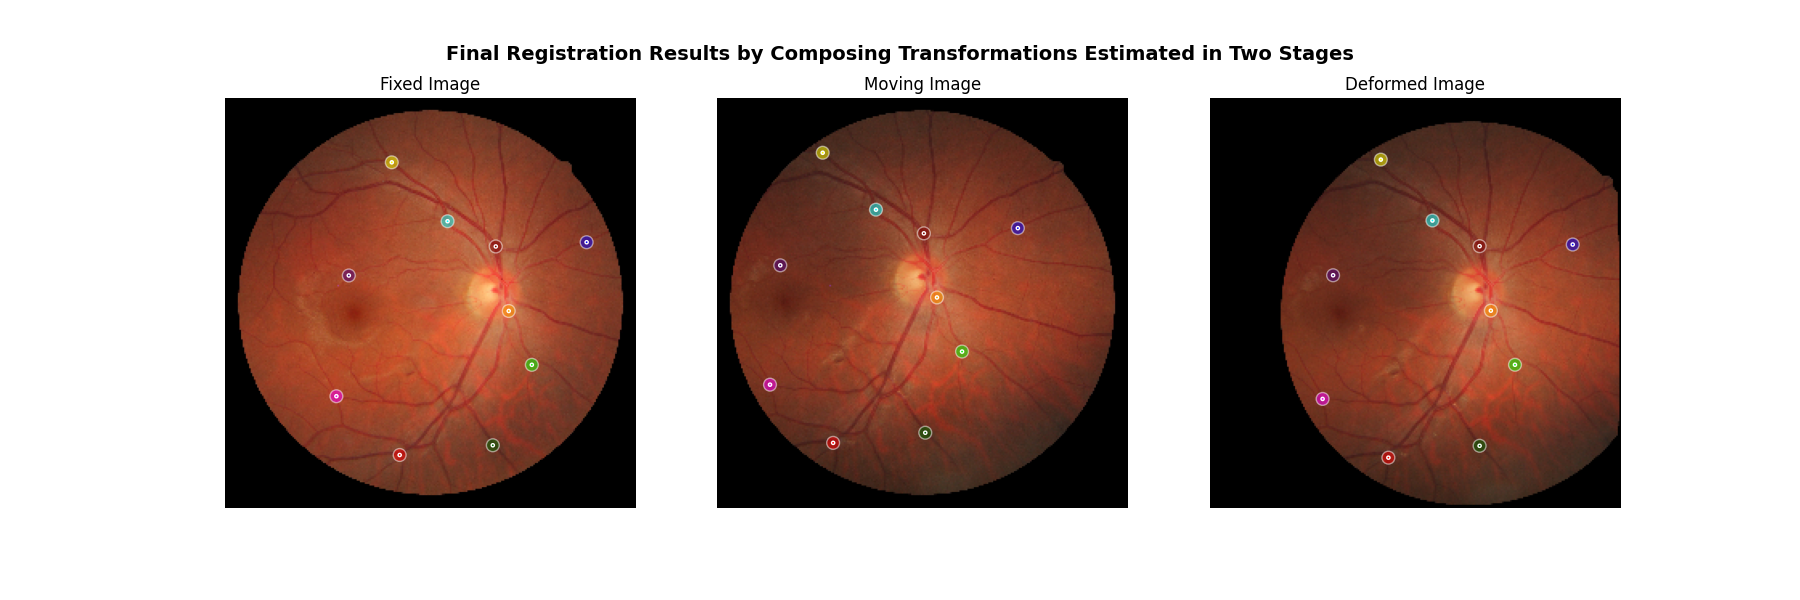 Final Registration Results by Composing Transformations Estimated in Two Stages
Fixed Image
Moving Image
Deformed Image